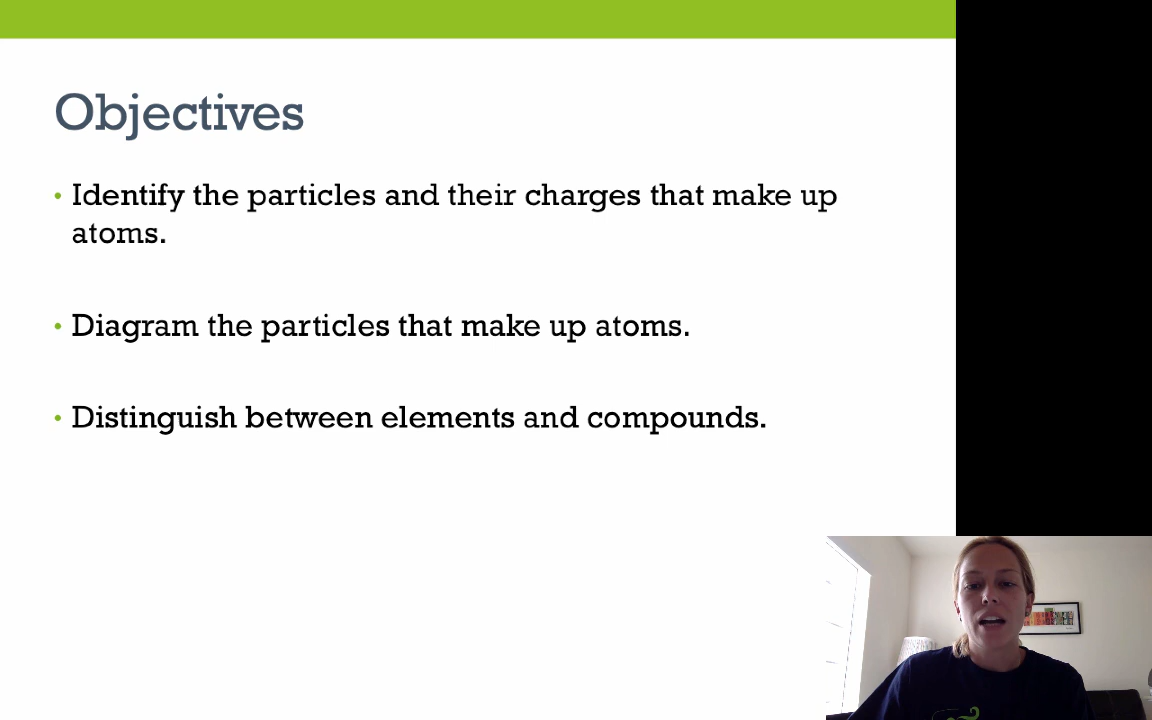 Objectives
• Identify the particles and their charges that make up
atoms.
• Diagram the particles that make up atoms.
• Distinguish between elements and compounds.